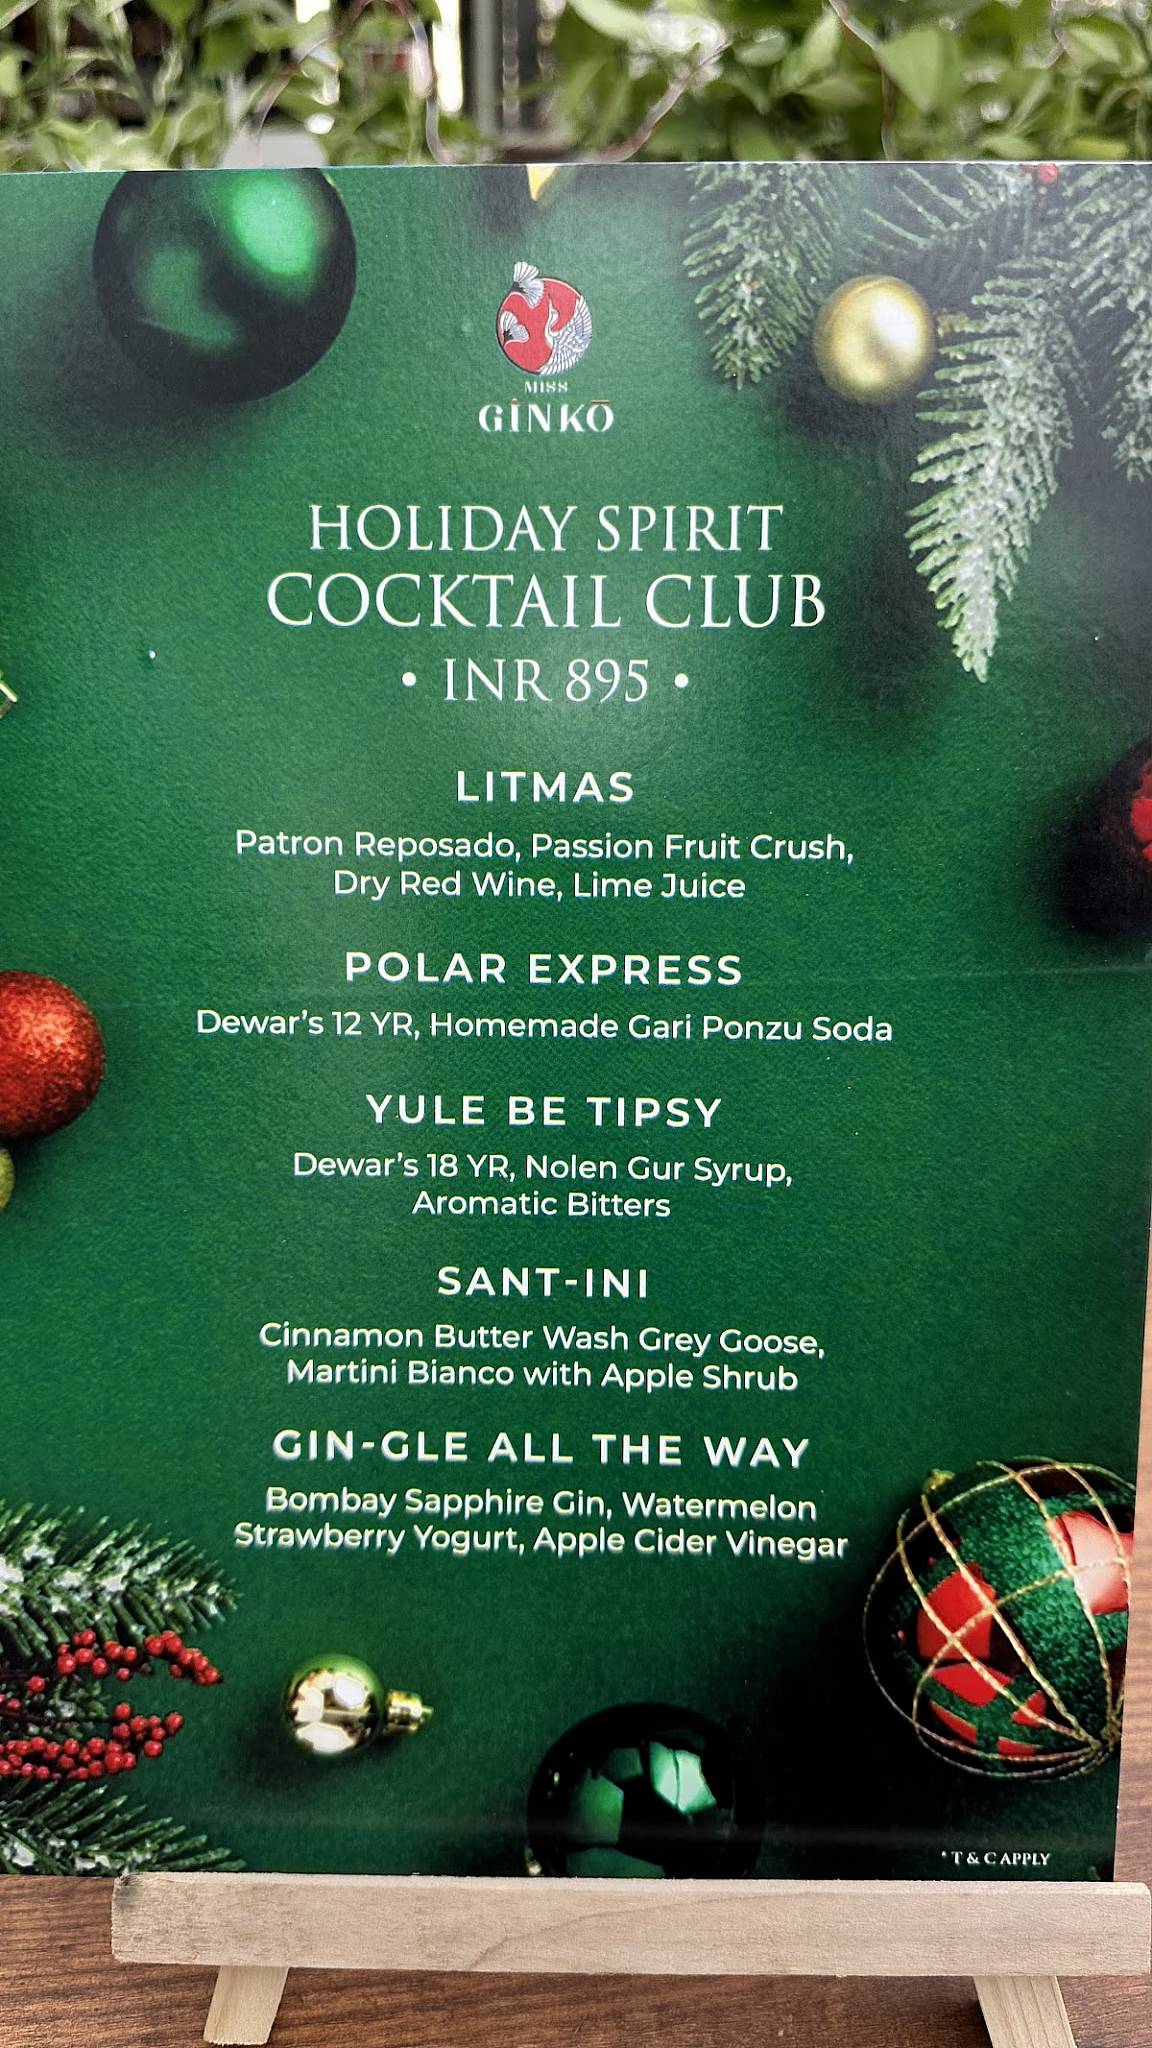 MISS
GINKŌ
HOLIDAY SPIRIT
COCKTAIL CLUB
• INR 895 •
LITMAS
Patron Reposado, Passion Fruit Crush,
Dry Red Wine, Lime Juice
POLAR EXPRESS
Dewar's 12 YR, Homemade Gari Ponzu Soda
YULE BE TIPSY
Dewar's 18 YR, Nolen Gur Syrup,
Aromatic Bitters
SANT-INI
Cinnamon Butter Wash Grey Goose,
Martini Bianco with Apple Shrub
GIN-GLE ALL THE WAY
Bombay Sapphire Gin, Watermelon
Strawberry Yogurt, Apple Cider Vinegar
*T & C APPLY